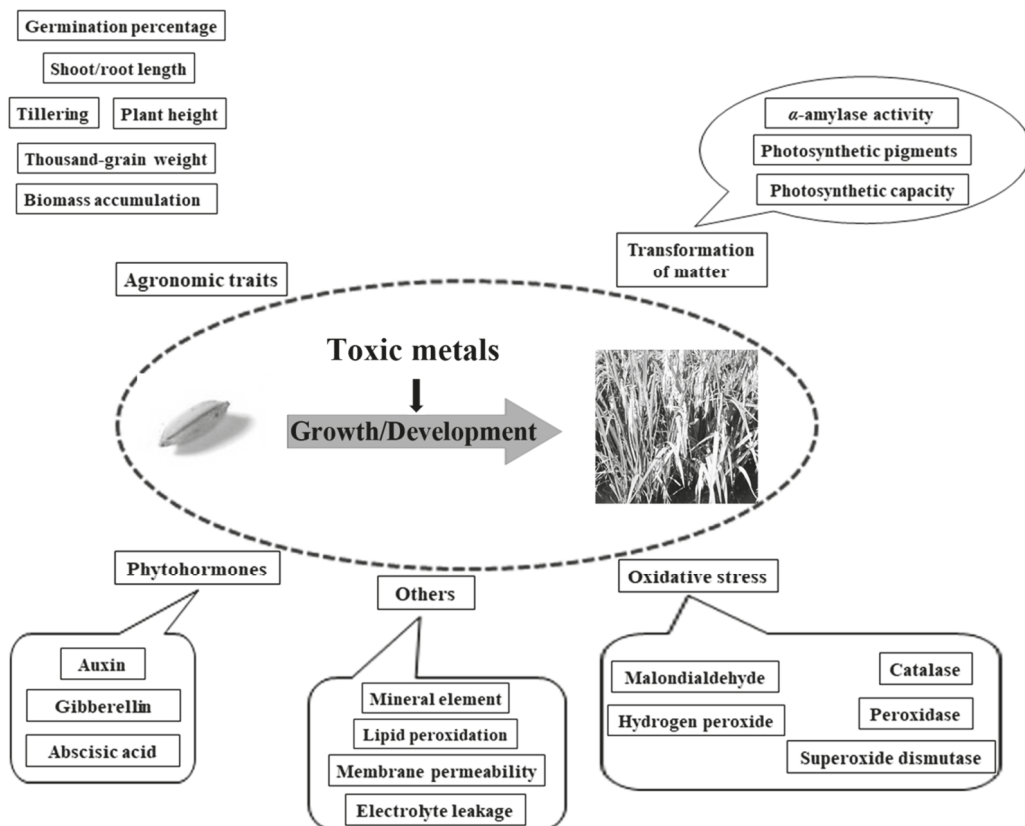 Germination percentage
Shoot/root length
Tillering
Plant height
Thousand-grain weight
Biomass accumulation
α-amylase activity
Photosynthetic pigments
Photosynthetic capacity
Transformation
of matter
Agronomic traits
Toxic metals
Growth/Development
Phytohormones
Others
Oxidative stress
Auxin
Gibberellin
Abscisic acid
Mineral element
Lipid peroxidation
Membrane permeability
Electrolyte leakage
Malondialdehyde
Hydrogen peroxide
Catalase
Peroxidase
Superoxide dismutase